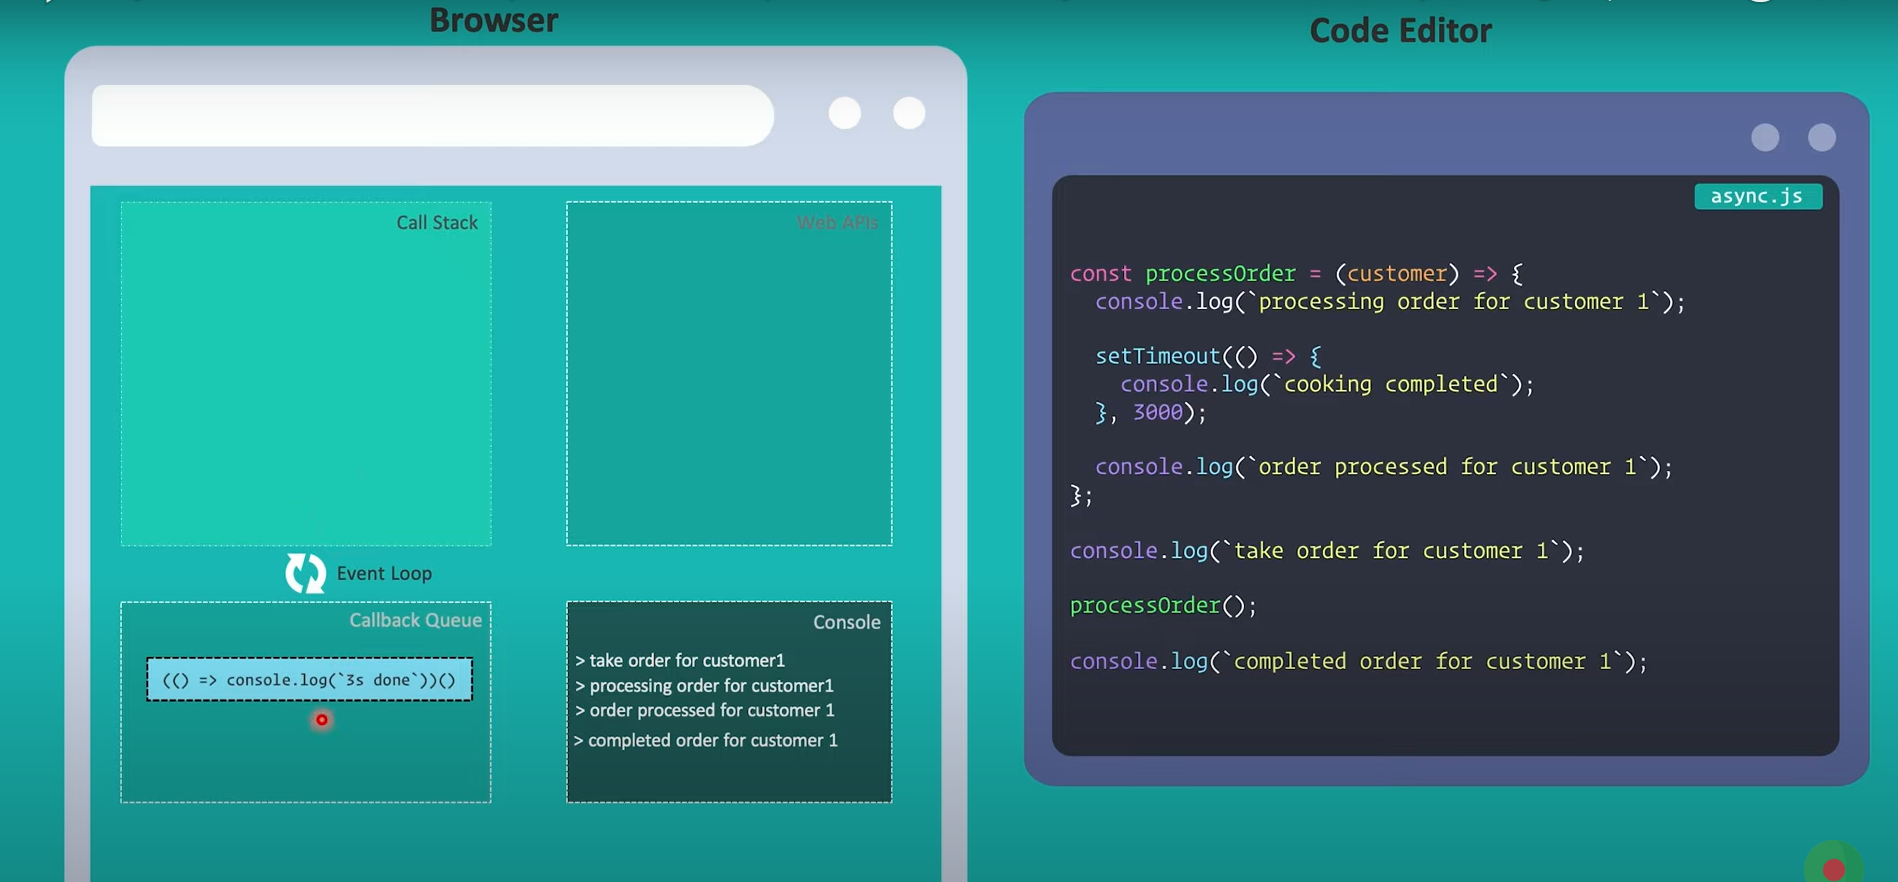 Browser
Call Stack
Web APIs
Event Loop
Callback Queue
(() => console.log(`3s done`))()
Console
> take order for customer1
> processing order for customer1
> order processed for customer 1
> completed order for customer 1
Code Editor
async.js
const processOrder = (customer) => {
console.log(`processing order for customer 1`);
setTimeout(() => {
console.log(`cooking completed`);
}, 3000);
console.log(`order processed for customer 1`);
};
console.log(`take order for customer 1`);
processOrder();
console.log(`completed order for customer 1`);